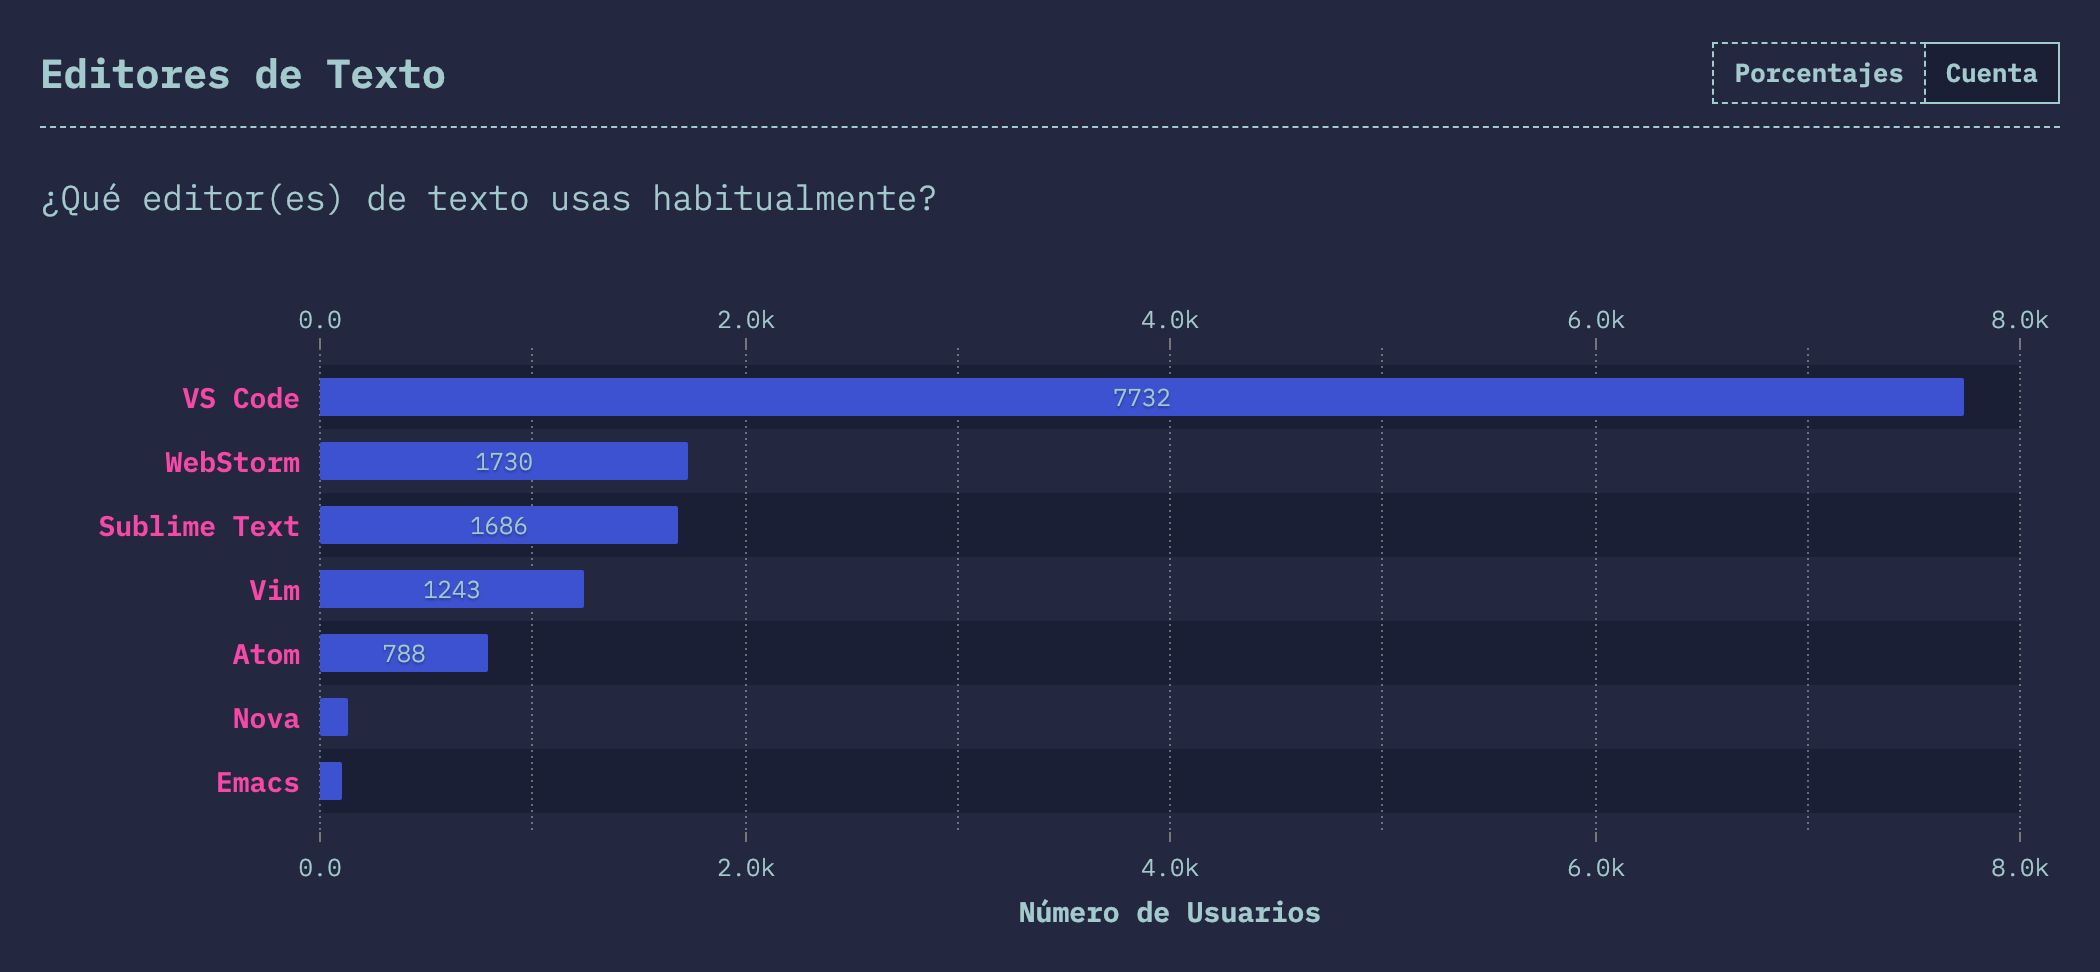 Editores de Texto
Porcentajes Cuenta
¿Qué editor(es) de texto usas habitualmente?
0.0 2.0k 4.0k 6.0k 8.0k
VS Code 7732
WebStorm 1730
Sublime Text 1686
Vim 1243
Atom 788
Nova
Emacs
0.0 2.0k 4.0k 6.0k 8.0k
Número de Usuarios